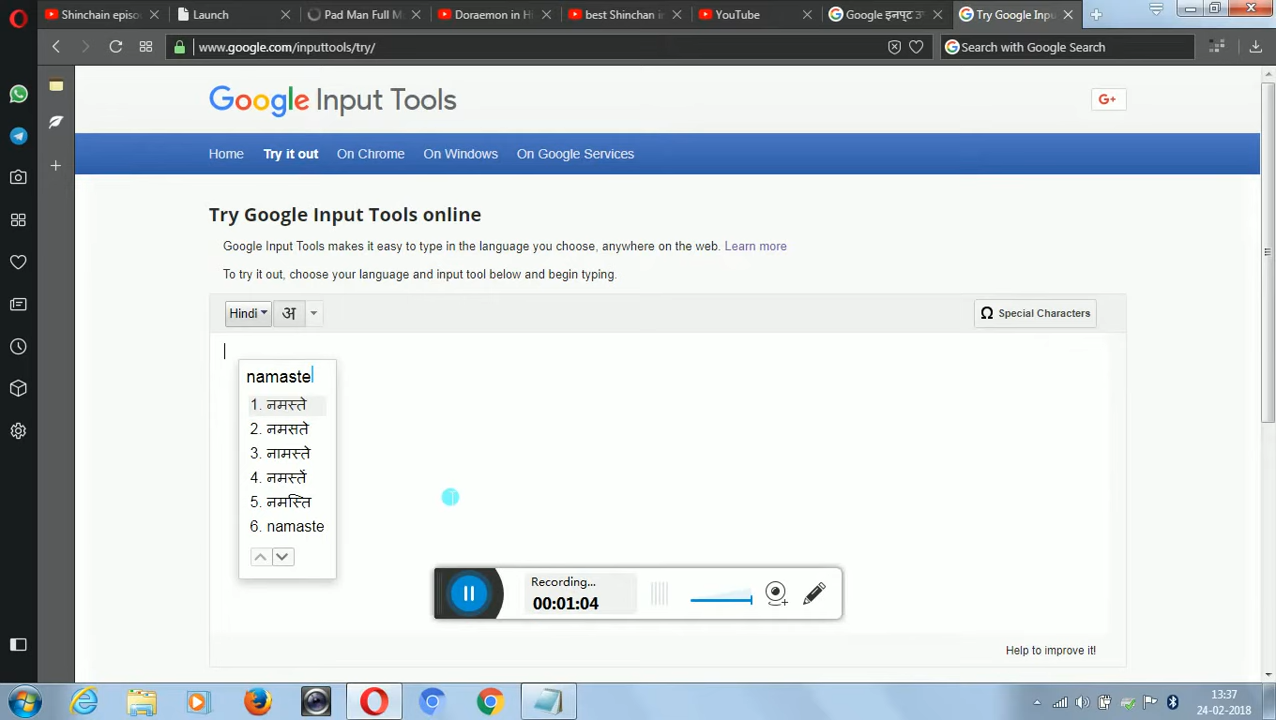 Shinchain episo
Launch
Pad Man Full M
Doraemon in H
best Shinchan i
YouTube
Google इनपुट उ
Try Google Inpu
www.google.com/inputtools/try/
Search with Google Search
Google Input Tools
G+
Home
Try it out
On Chrome
On Windows
On Google Services
Try Google Input Tools online
Google Input Tools makes it easy to type in the language you choose, anywhere on the web. Learn more
To try it out, choose your language and input tool below and begin typing.
Hindi
अ
Ω Special Characters
namaste
1. नमस्ते
2. नमसते
3. नामस्ते
4. नमस्तें
5. नमस्ति
6. namaste
Recording...
00:01:04
Help to improve it!
13:37
24-02-2018